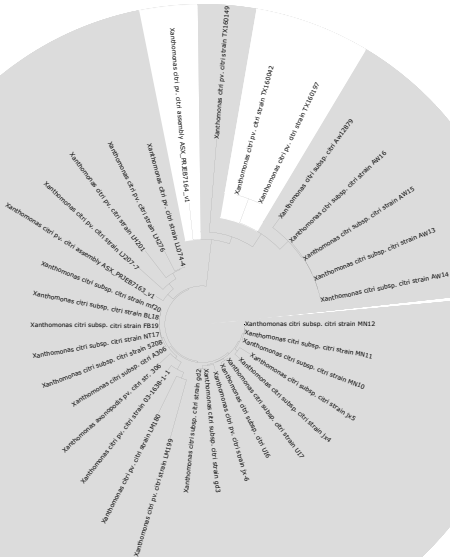 Xanthomonas citri pv. citri assembly ASX_PRJEB7164_v1
Xanthomonas citri pv. citri strain TX160149
Xanthomonas citri pv. citri strain TX160042
Xanthomonas citri pv. citri strain TX160197
Xanthomonas citri subsp. citri AW12879
Xanthomonas citri subsp. citri strain AW16
Xanthomonas citri subsp. citri strain AW15
Xanthomonas citri subsp. citri strain AW13
Xanthomonas citri subsp. citri strain AW14
Xanthomonas citri subsp. citri strain MN12
Xanthomonas citri subsp. citri strain MN11
Xanthomonas citri subsp. citri strain MN10
Xanthomonas citri subsp. citri strain jx5
Xanthomonas citri subsp. citri strain jx4
Xanthomonas citri subsp. citri strain UI7
Xanthomonas citri subsp. citri UI6
Xanthomonas citri pv. citri strain jx-6
Xanthomonas citri subsp. citri strain gd3
Xanthomonas citri subsp. citri strain gd2
Xanthomonas citri pv. citri strain LM199
Xanthomonas citri pv. citri strain LM180
Xanthomonas citri pv. citri strain 03-1638-1-1
Xanthomonas axonopodis pv. citri str. 306
Xanthomonas citri subsp. citri A306
Xanthomonas citri subsp. citri strain 5208
Xanthomonas citri subsp. citri strain NT17
Xanthomonas citri subsp. citri strain FB19
Xanthomonas citri subsp. citri strain BL18
Xanthomonas citri subsp. citri strain mf20
Xanthomonas citri pv. citri assembly ASX_PRJEB7163_v1
Xanthomonas citri pv. citri strain LJ207-7
Xanthomonas citri pv. citri strain LH201
Xanthomonas citri pv. citri strain LH276
Xanthomonas citri pv. citri strain LL074-4